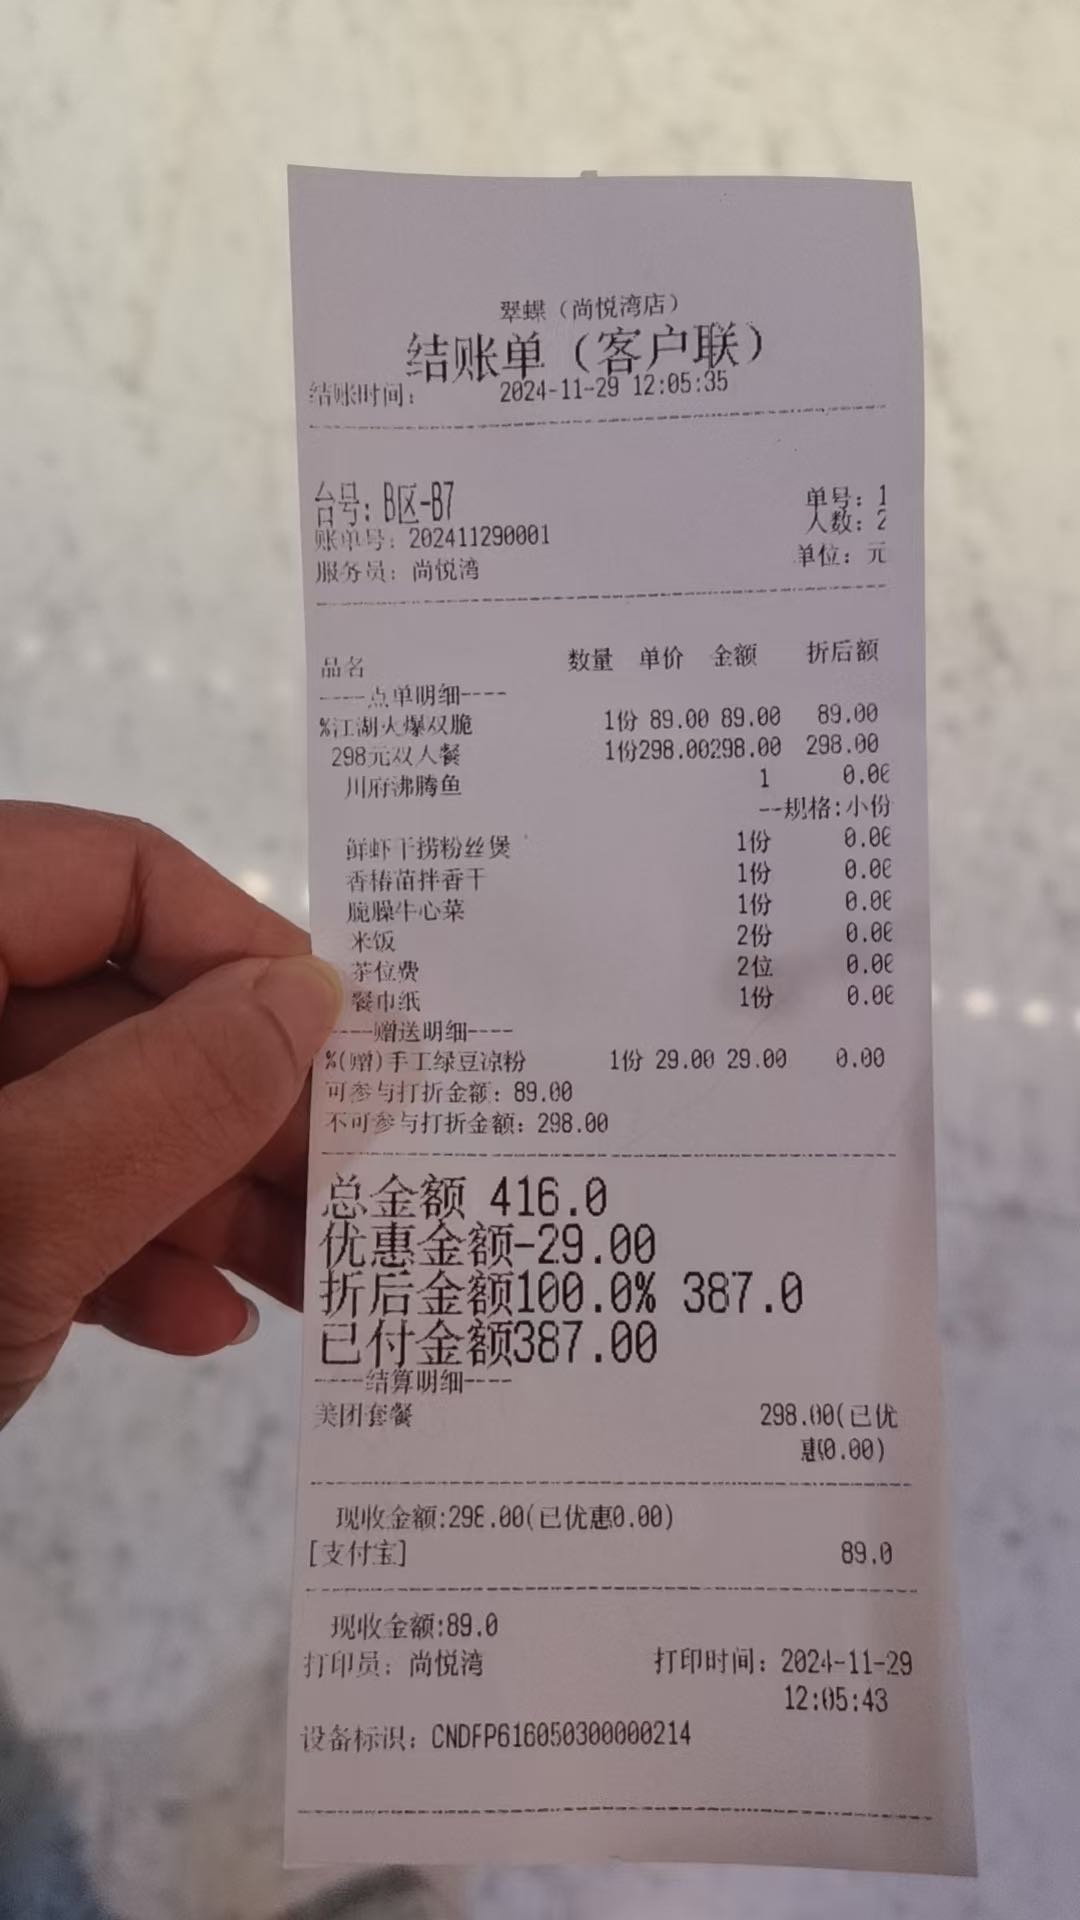 翠蝶（尚悦湾店）
结账单（客户联）
结账时间： 2024-11-29 12:05:35
台号：B区-B7 单号：1
人数：2
账单号：202411290001
服务员：尚悦湾 单位：元
品名 数量 单价 金额 折后额
----点单明细----
%江湖火爆双脆 1份 89.00 89.00 89.00
298元双人餐 1份298.00298.00 298.00
川府沸腾鱼 1 0.00
--规格:小份
鲜虾干捞粉丝煲 1份 0.00
香椿苗拌香干 1份 0.00
脆臊牛心菜 1份 0.00
米饭 2份 0.00
茶位费 2位 0.00
餐巾纸 1份 0.00
----赠送明细----
%(赠)手工绿豆凉粉 1份 29.00 29.00 0.00
可参与打折金额：89.00
不可参与打折金额：298.00
总金额 416.0
优惠金额-29.00
折后金额100.0% 387.0
已付金额387.00
----结算明细----
美团套餐 298.00(已优
惠0.00)
现收金额:298.00(已优惠0.00)
[支付宝] 89.0
现收金额:89.0
打印员：尚悦湾 打印时间：2024-11-29
12:05:43
设备标识：CNDFP616050300000214